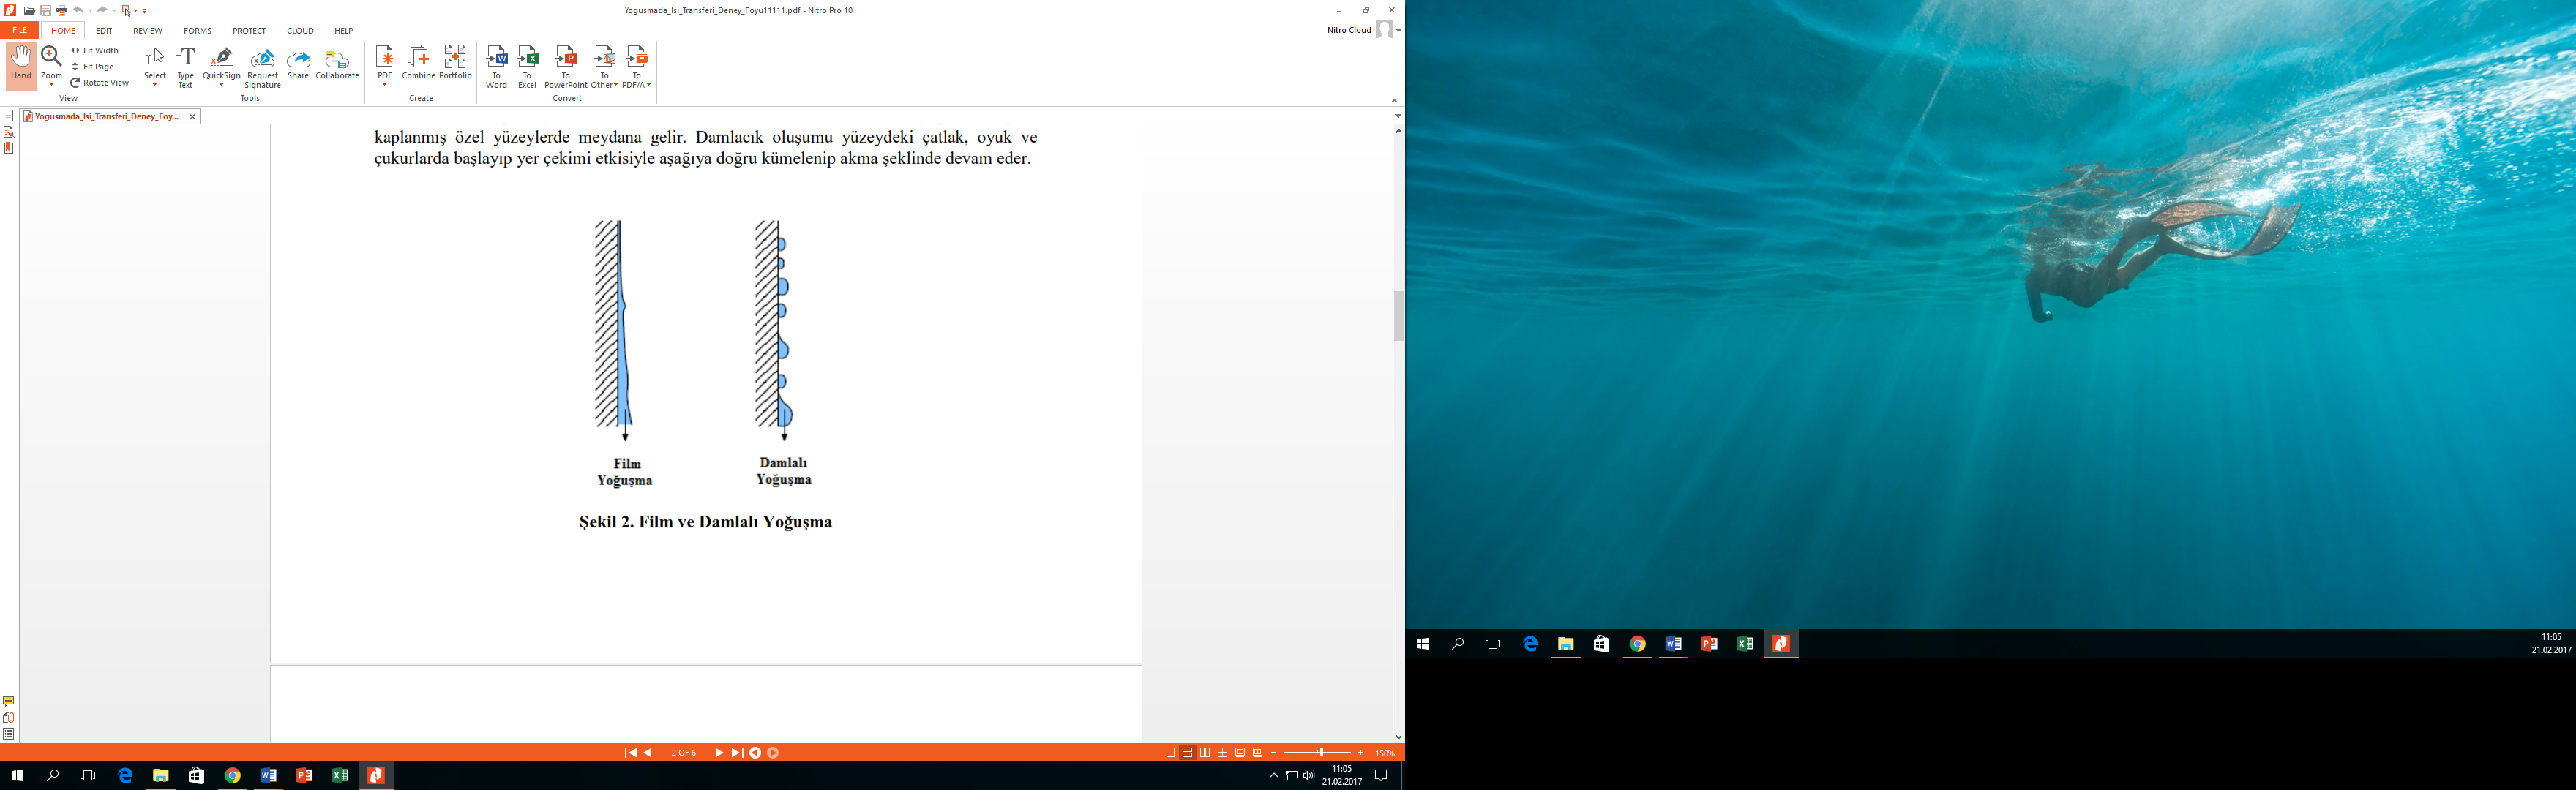 Yogusmada_Isi_Transferi_Deney_Foyu11111.pdf - Nitro Pro 10
FILE HOME EDIT REVIEW FORMS PROTECT CLOUD HELP
Nitro Cloud
Hand
Zoom
Fit Width
Fit Page
Rotate View
View
Select
Type Text
QuickSign
Request Signature
Share
Collaborate
Tools
PDF
Combine
Portfolio
Create
To Word
To Excel
To PowerPoint
To Other
To PDF/A
Convert
Yogusmada_Isi_Transferi_Deney_Foy...
kaplanmış özel yüzeylerde meydana gelir. Damlacık oluşumu yüzeydeki çatlak, oyuk ve
çukurlarda başlayıp yer çekimi etkisiyle aşağıya doğru kümelenip akma şeklinde devam eder.
Film
Yoğuşma
Damlalı
Yoğuşma
Şekil 2. Film ve Damlalı Yoğuşma
2 OF 6
150%
11:05
21.02.2017
11:05
21.02.2017